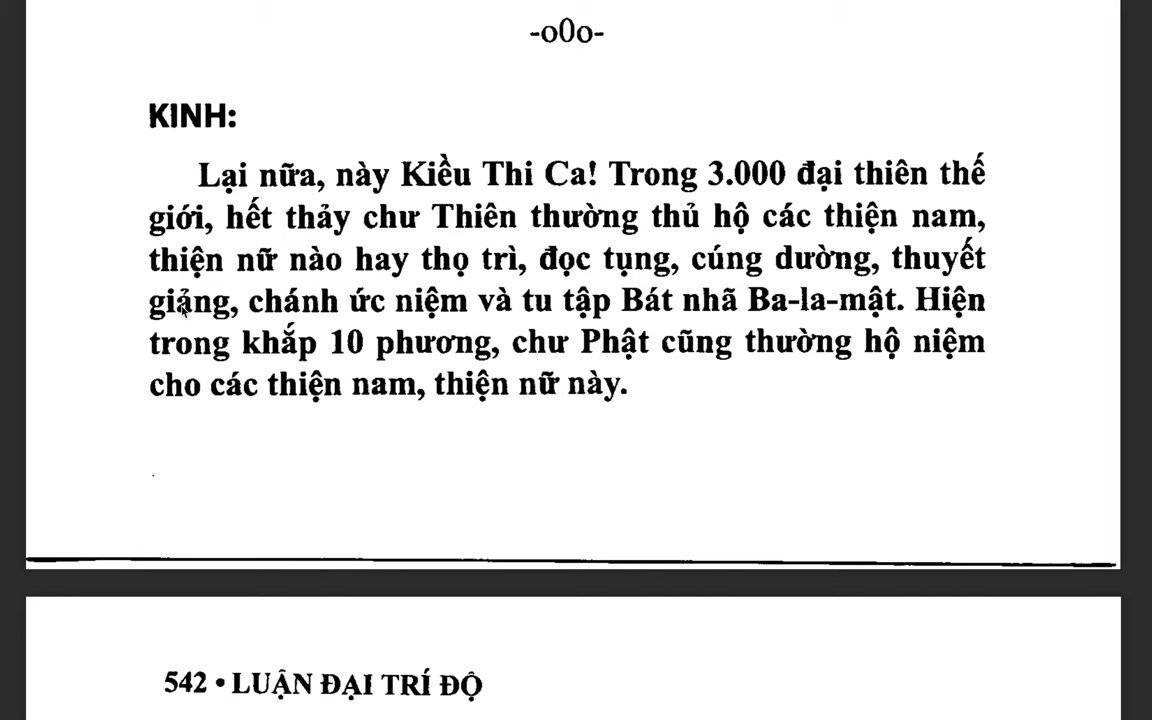 -o0o-
KINH:
Lại nữa, này Kiều Thi Ca! Trong 3.000 đại thiên thế
giới, hết thảy chư Thiên thường thủ hộ các thiện nam,
thiện nữ nào hay thọ trì, đọc tụng, cúng dường, thuyết
giảng, chánh ức niệm và tu tập Bát nhã Ba-la-mật. Hiện
trong khắp 10 phương, chư Phật cũng thường hộ niệm
cho các thiện nam, thiện nữ này.
542 • LUẬN ĐẠI TRÍ ĐỘ